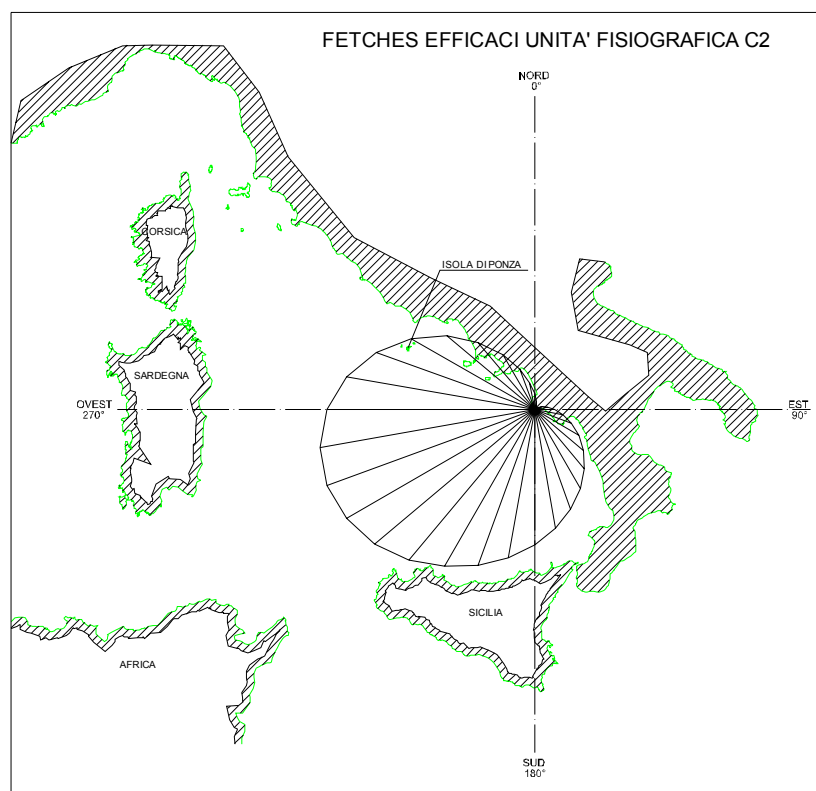 FETCHES EFFICACI UNITA' FISIOGRAFICA C2
NORD
0°
CORSICA
ISOLA DI PONZA
SARDEGNA
OVEST
270°
EST
90°
SICILIA
AFRICA
SUD
180°